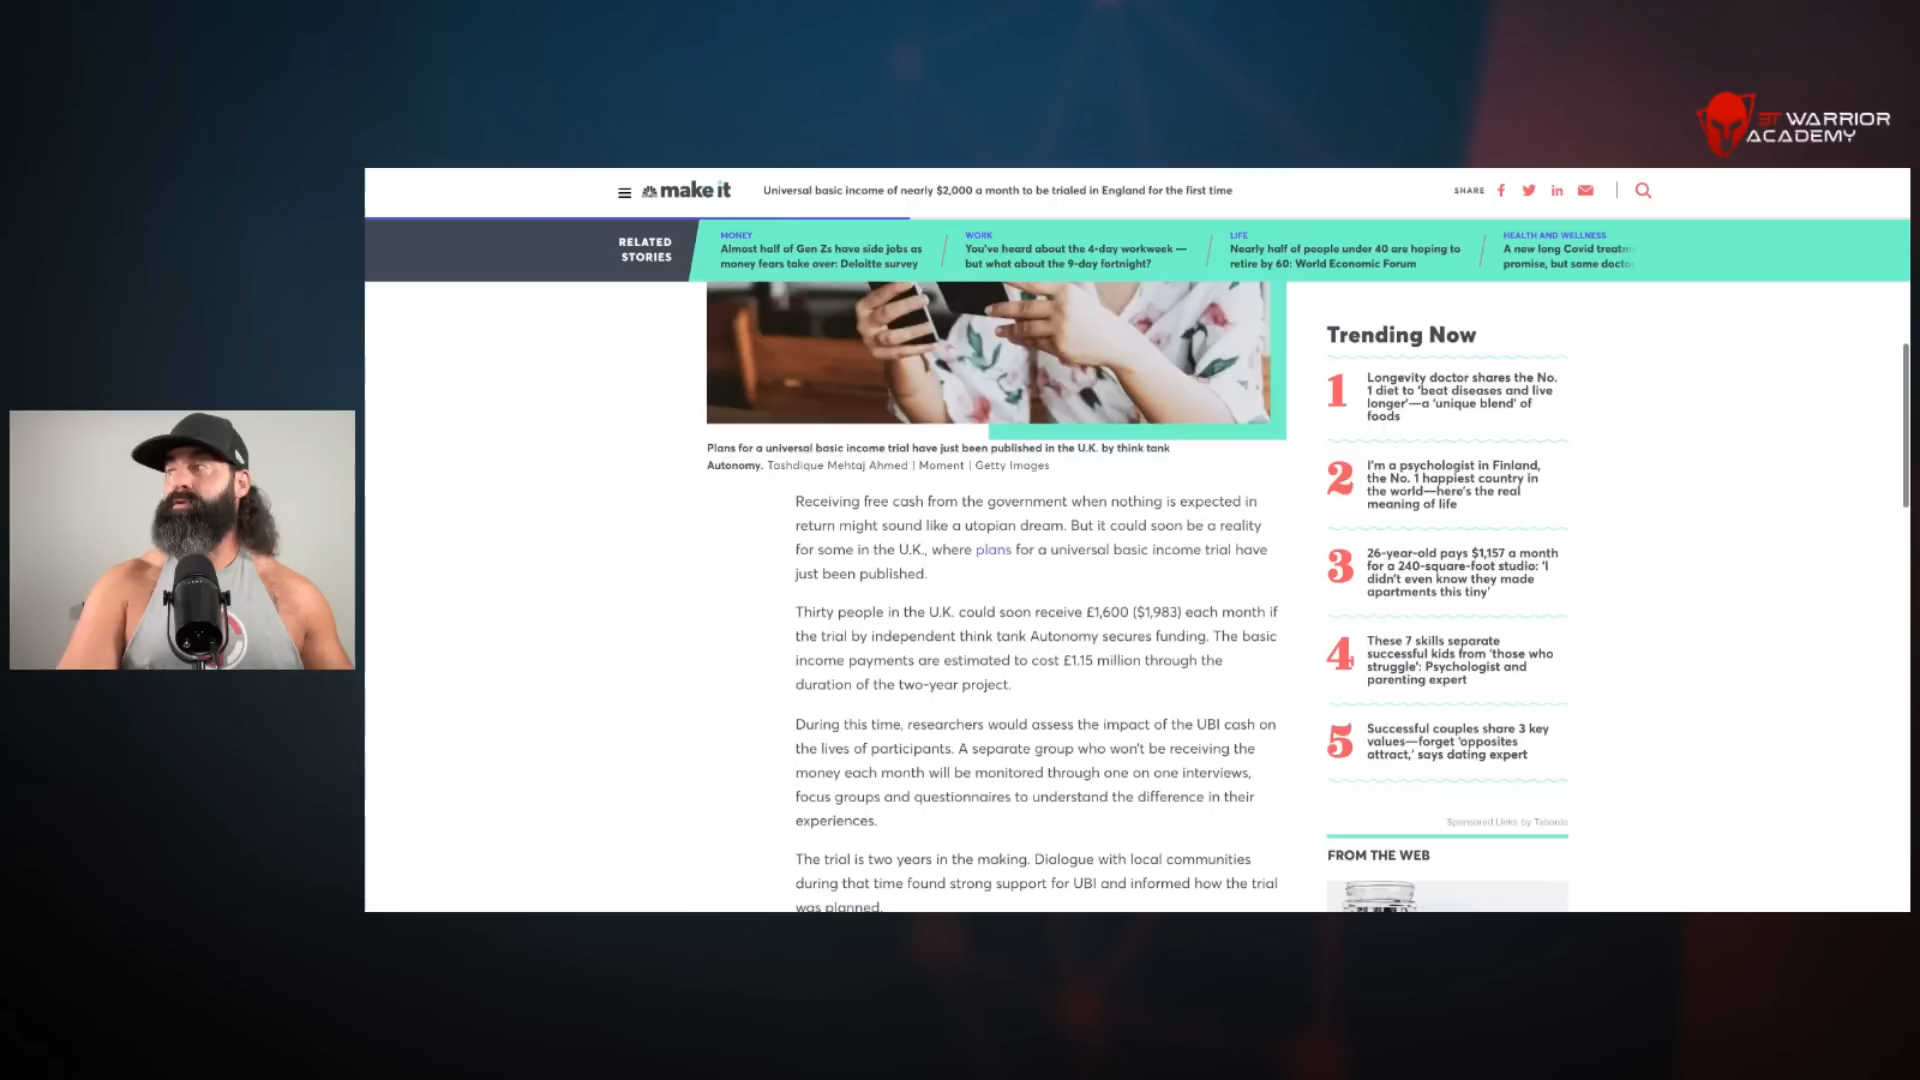 3T WARRIOR
ACADEMY
make it
Universal basic income of nearly $2,000 a month to be trialed in England for the first time
SHARE
RELATED
STORIES
MONEY
Almost half of Gen Zs have side jobs as
money fears take over: Deloitte survey
WORK
You've heard about the 4-day workweek —
but what about the 9-day fortnight?
LIFE
Nearly half of people under 40 are hoping to
retire by 60: World Economic Forum
HEALTH AND WELLNESS
A new long Covid
promise, but some
Plans for a universal basic income trial have just been published in the U.K. by think tank
Autonomy. Tashdique Mehtaj Ahmed | Moment | Getty Images
Receiving free cash from the government when nothing is expected in
return might sound like a utopian dream. But it could soon be a reality
for some in the U.K., where plans for a universal basic income trial have
just been published.
Thirty people in the U.K. could soon receive £1,600 ($1,983) each month if
the trial by independent think tank Autonomy secures funding. The basic
income payments are estimated to cost £1.15 million through the
duration of the two-year project.
During this time, researchers would assess the impact of the UBI cash on
the lives of participants. A separate group who won't be receiving the
money each month will be monitored through one on one interviews,
focus groups and questionnaires to understand the difference in their
experiences.
The trial is two years in the making. Dialogue with local communities
during that time found strong support for UBI and informed how the trial
was planned.
Trending Now
1
Longevity doctor shares the No.
1 diet to 'beat diseases and live
longer'—a 'unique blend' of
foods
2
I'm a psychologist in Finland,
the No. 1 happiest country in
the world—here's the real
meaning of life
3
26-year-old pays $1,157 a month
for a 240-square-foot studio: 'I
didn't even know they made
apartments this tiny'
4
These 7 skills separate
successful kids from 'those who
struggle': Psychologist and
parenting expert
5
Successful couples share 3 key
values—forget 'opposites
attract,' says dating expert
Sponsored Links by Taboola
FROM THE WEB